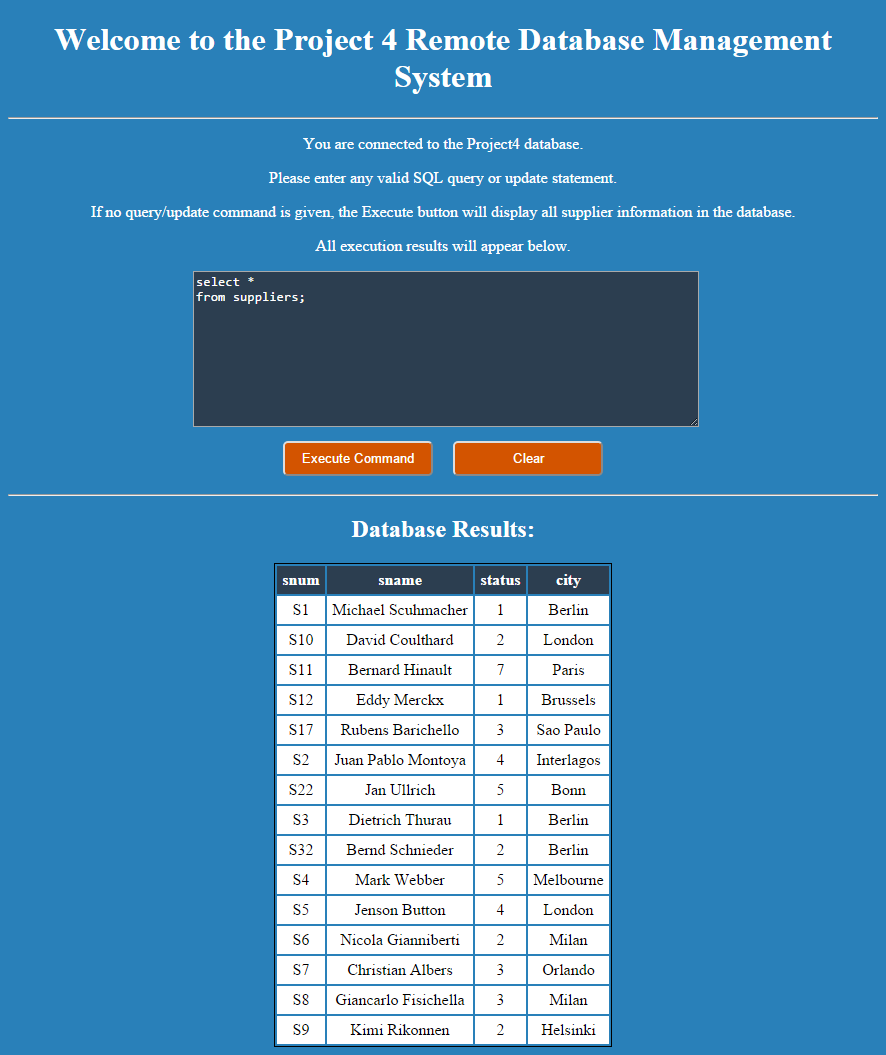 Welcome to the Project 4 Remote Database Management
System
You are connected to the Project4 database.
Please enter any valid SQL query or update statement.
If no query/update command is given, the Execute button will display all supplier information in the database.
All execution results will appear below.
select *
from suppliers;
Execute Command Clear
Database Results:
snum sname status city
S1 Michael Scuhmacher 1 Berlin
S10 David Coulthard 2 London
S11 Bernard Hinault 7 Paris
S12 Eddy Merckx 1 Brussels
S17 Rubens Barichello 3 Sao Paulo
S2 Juan Pablo Montoya 4 Interlagos
S22 Jan Ullrich 5 Bonn
S3 Dietrich Thurau 1 Berlin
S32 Bernd Schnieder 2 Berlin
S4 Mark Webber 5 Melbourne
S5 Jenson Button 4 London
S6 Nicola Gianniberti 2 Milan
S7 Christian Albers 3 Orlando
S8 Giancarlo Fisichella 3 Milan
S9 Kimi Rikonnen 2 Helsinki